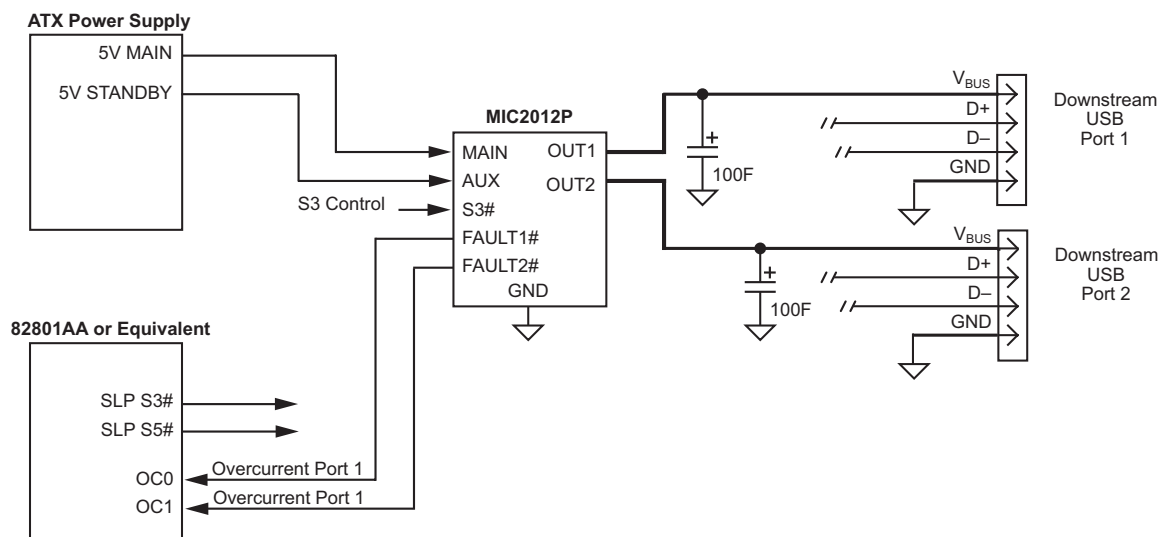 ATX Power Supply
5V MAIN
5V STANDBY
MIC2012P
MAIN
AUX
S3#
FAULT1#
FAULT2#
GND
OUT1
OUT2
S3 Control
+
100F
+
100F
VBUS
D+
D–
GND
Downstream
USB
Port 1
VBUS
D+
D–
GND
Downstream
USB
Port 2
82801AA or Equivalent
SLP S3#
SLP S5#
OC0
OC1
Overcurrent Port 1
Overcurrent Port 1